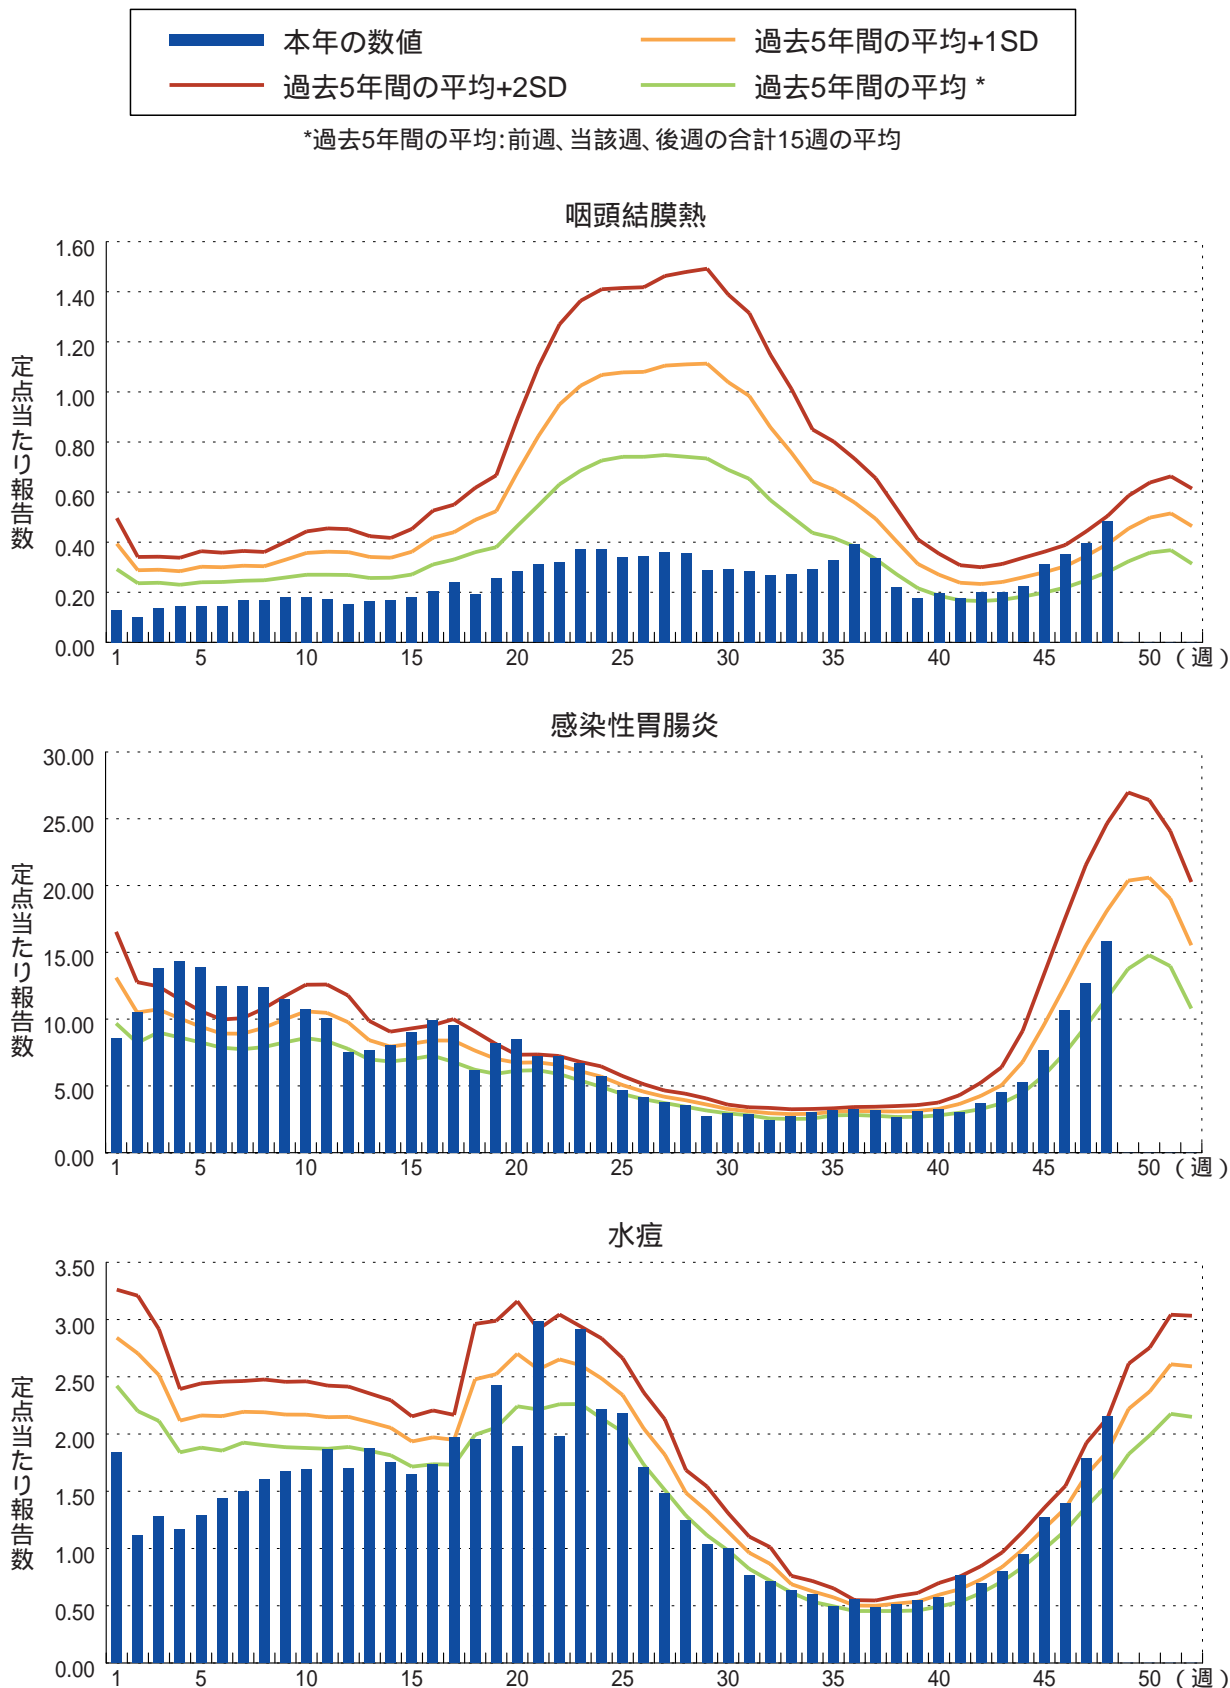 本年の数値
過去5年間の平均+1SD
過去5年間の平均+2SD
過去5年間の平均 *
*過去5年間の平均:前週、当該週、後週の合計15週の平均
咽頭結膜熱
定点当たり報告数
1.60
1.40
1.20
1.00
0.80
0.60
0.40
0.20
0.00
1 5 10 15 20 25 30 35 40 45 50 (週)
感染性胃腸炎
定点当たり報告数
30.00
25.00
20.00
15.00
10.00
5.00
0.00
1 5 10 15 20 25 30 35 40 45 50 (週)
水痘
定点当たり報告数
3.50
3.00
2.50
2.00
1.50
1.00
0.50
0.00
1 5 10 15 20 25 30 35 40 45 50 (週)